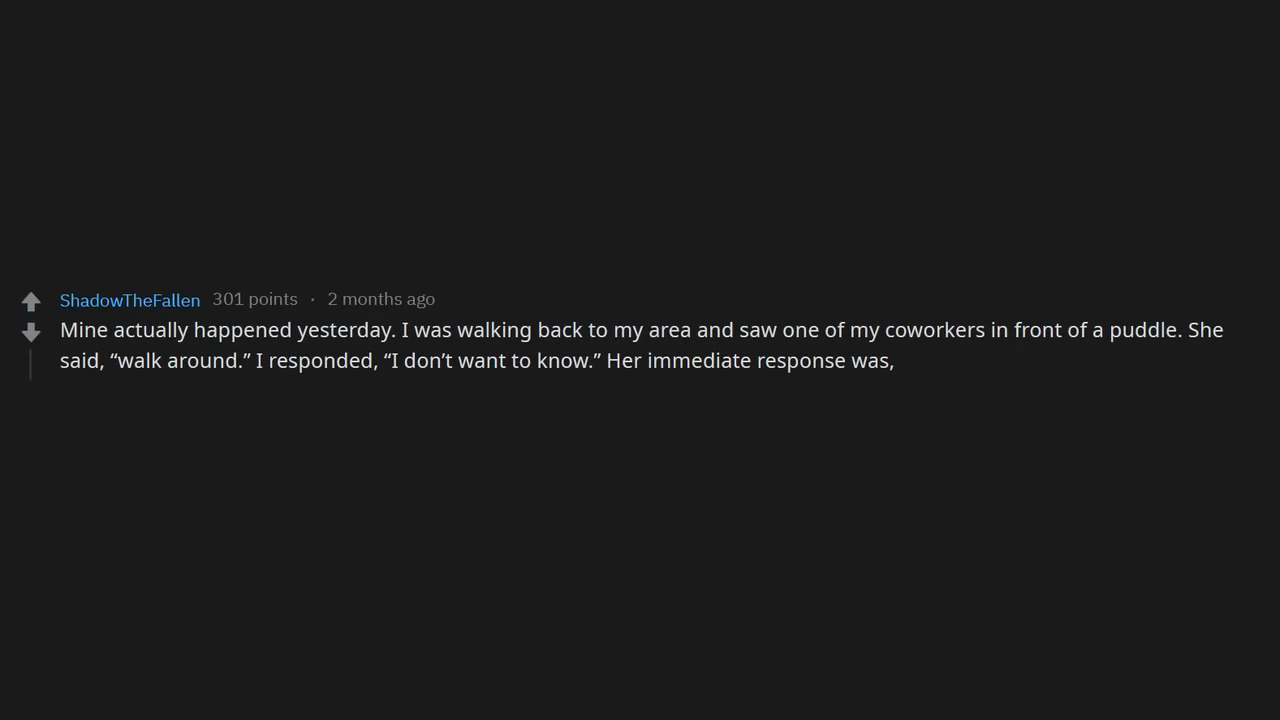 ShadowTheFallen 301 points · 2 months ago
Mine actually happened yesterday. I was walking back to my area and saw one of my coworkers in front of a puddle. She
said, “walk around.” I responded, “I don’t want to know.” Her immediate response was,